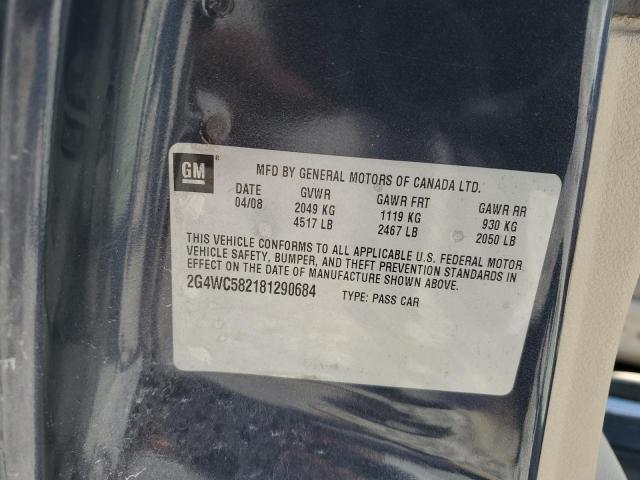 GM ® MFD BY GENERAL MOTORS OF CANADA LTD.
DATE GVWR GAWR FRT GAWR RR
04/08 2049 KG 1119 KG 930 KG
4517 LB 2467 LB 2050 LB
THIS VEHICLE CONFORMS TO ALL APPLICABLE U.S. FEDERAL MOTOR
VEHICLE SAFETY, BUMPER, AND THEFT PREVENTION STANDARDS IN
EFFECT ON THE DATE OF MANUFACTURE SHOWN ABOVE.
2G4WC582181290684 TYPE: PASS CAR